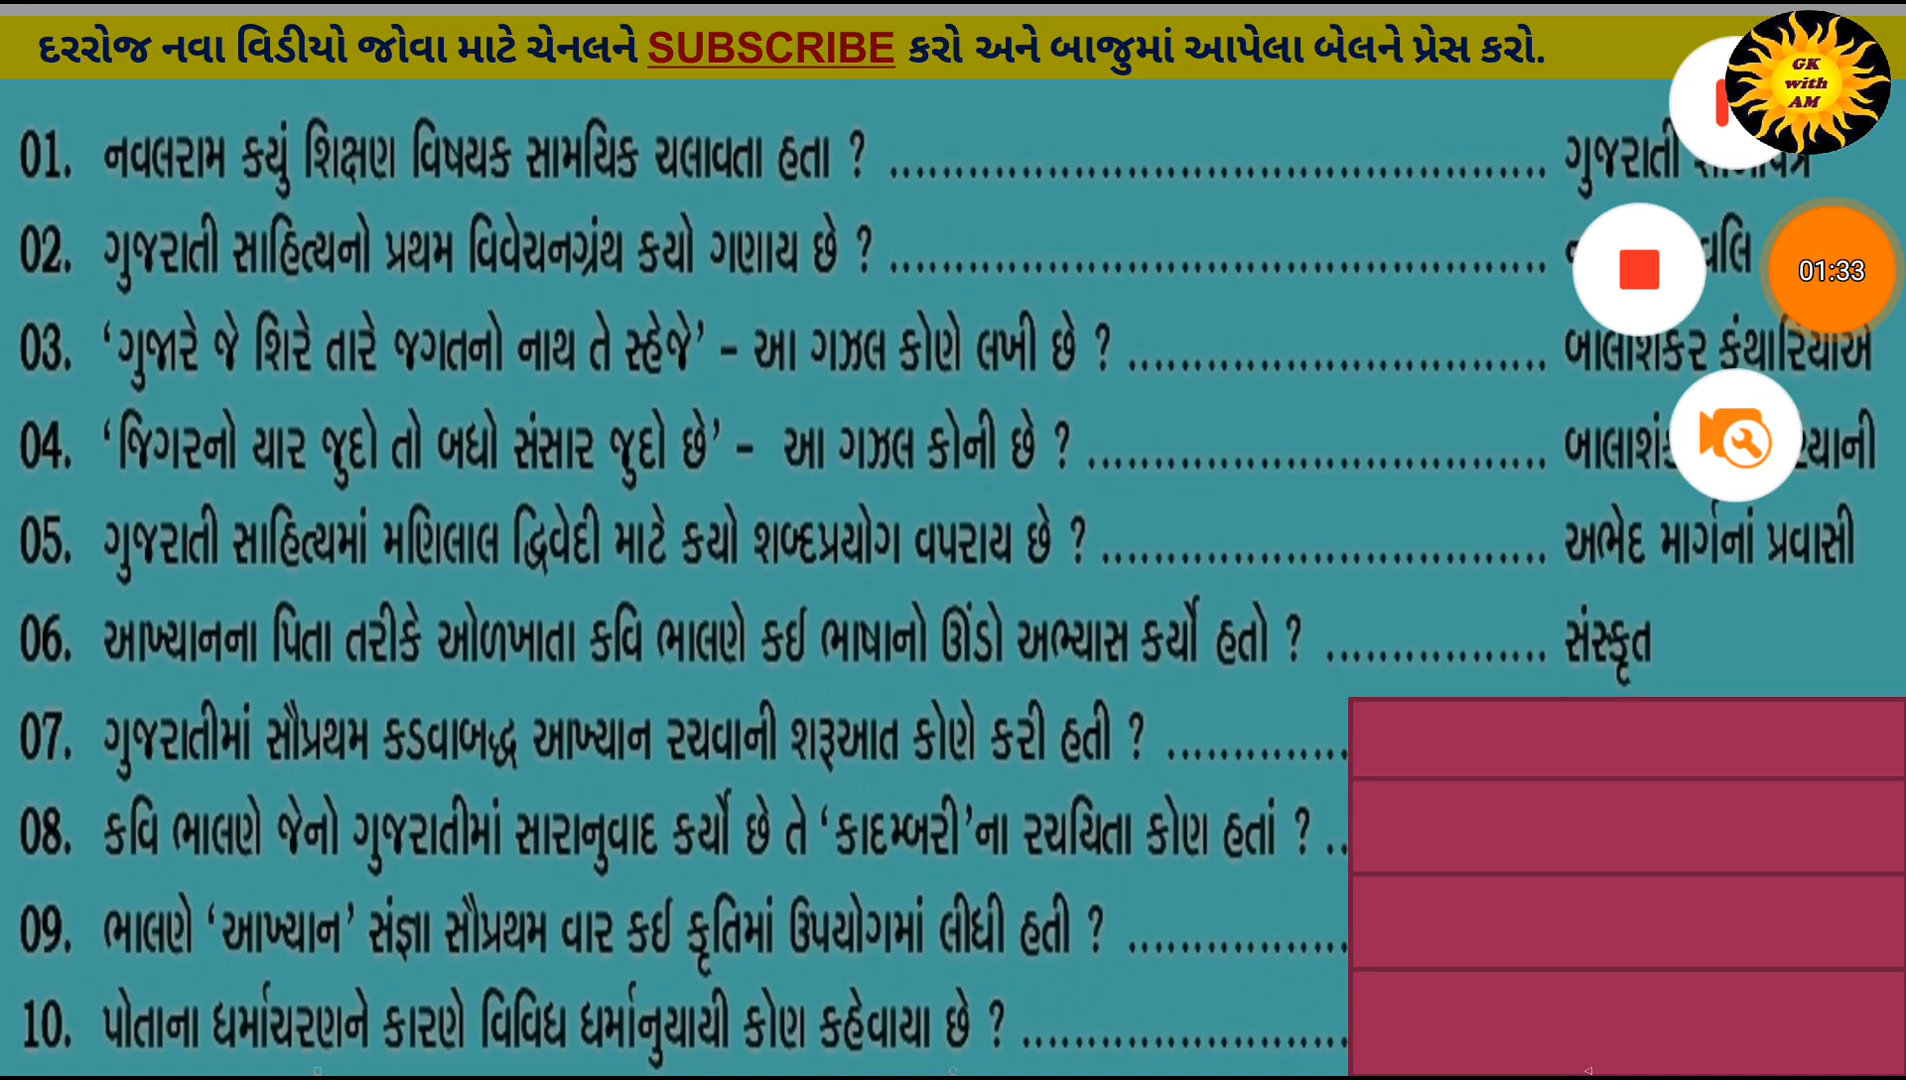 દરરોજ નવા વિડીયો જોવા માટે ચેનલને SUBSCRIBE કરો અને બાજુમાં આપેલા બેલને પ્રેસ કરો.
GK
with
AM
01. નવલરામ કયું શિક્ષણ વિષયક સામયિક ચલાવતા હતા ? .................................................. ગુજરાતી
02. ગુજરાતી સાહિત્યનો પ્રથમ વિવેચનગ્રંથ કયો ગણાય છે ? ..................................................
01:33
03. ‘ગુજારે જે શિરે તારે જગતનો નાથ તે સ્હેજે’ – આ ગઝલ કોણે લખી છે ? ................................ બાલાશંકર કંથારિયાએ
04. ‘જિગરનો યાર જુદો તો બધો સંસાર જુદો છે’ – આ ગઝલ કોની છે ? ...................................
05. ગુજરાતી સાહિત્યમાં મણિલાલ દ્વિવેદી માટે કયો શબ્દપ્રયોગ વપરાય છે ? .................................. અભેદ માર્ગનાં પ્રવાસી
06. આખ્યાનના પિતા તરીકે ઓળખાતા કવિ ભાલણે કઈ ભાષાનો ઊંડો અભ્યાસ કર્યો હતો ? ................. સંસ્કૃત
07. ગુજરાતીમાં સૌપ્રથમ કડવાબદ્ધ આખ્યાન રચવાની શરૂઆત કોણે કરી હતી ? ..............
08. કવિ ભાલણે જેનો ગુજરાતીમાં સારાનુવાદ કર્યો છે તે ‘કાદમ્બરી’ના રચયિતા કોણ હતાં ? ..
09. ભાલણે ‘આખ્યાન’ સંજ્ઞા સૌપ્રથમ વાર કઈ કૃતિમાં ઉપયોગમાં લીધી હતી ? .................
10. પોતાના ધર્માચરણને કારણે વિવિધ ધર્માનુયાયી કોણ કહેવાયા છે ? .........................